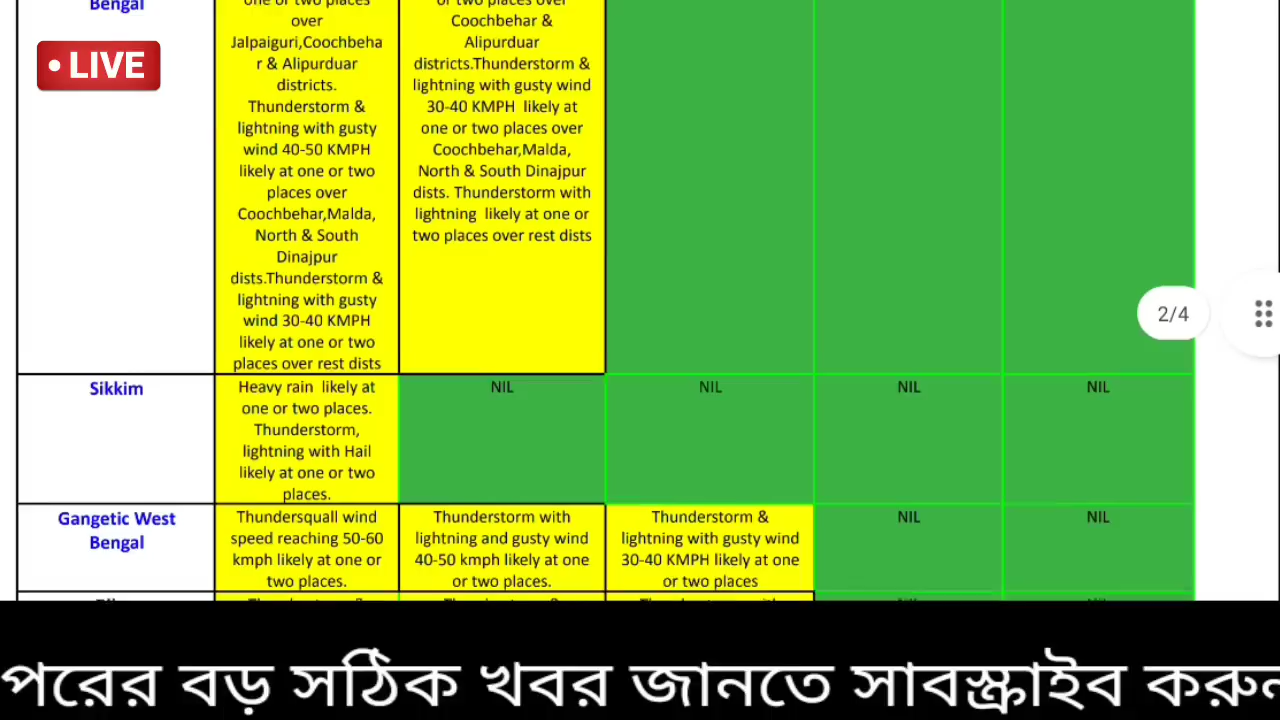 Bengal
one or two places
over
Jalpaiguri,Coochbeha
r & Alipurduar
districts.
Thunderstorm &
lightning with gusty
wind 40-50 KMPH
likely at one or two
places over
Coochbehar,Malda,
North & South
Dinajpur
dists.Thunderstorm &
lightning with gusty
wind 30-40 KMPH
likely at one or two
places over rest dists
or two places over
Coochbehar &
Alipurduar
districts.Thunderstorm &
lightning with gusty wind
30-40 KMPH likely at
one or two places over
Coochbehar,Malda,
North & South Dinajpur
dists. Thunderstorm with
lightning likely at one or
two places over rest dists
• LIVE
2/4
Sikkim
Heavy rain likely at
one or two places.
Thunderstorm,
lightning with Hail
likely at one or two
places.
NIL
NIL
NIL
NIL
Gangetic West
Bengal
Thundersquall wind
speed reaching 50-60
kmph likely at one or
two places.
Thunderstorm with
lightning and gusty wind
40-50 kmph likely at one
or two places.
Thunderstorm &
lightning with gusty wind
30-40 KMPH likely at one
or two places
NIL
NIL
পরের বড় সঠিক খবর জানতে সাবস্ক্রাইব করুন